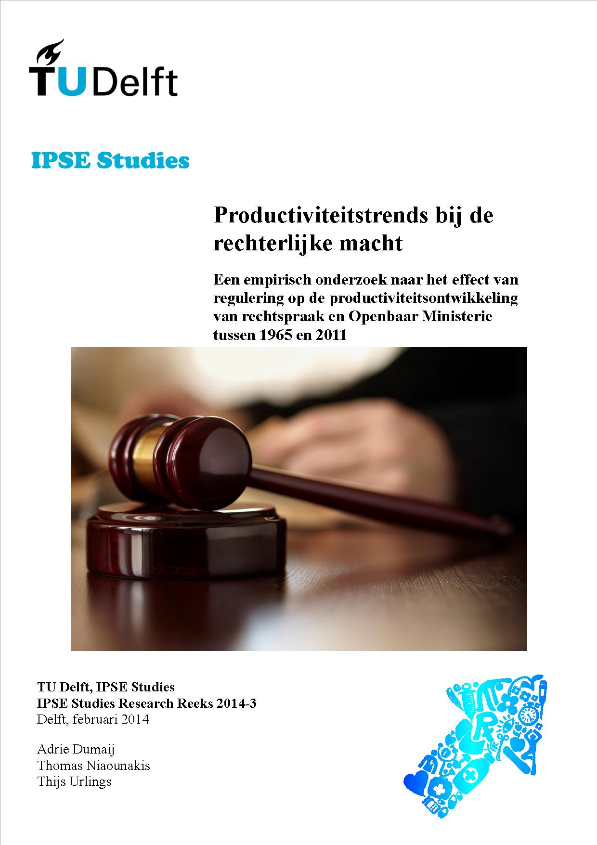 TUDelft
IPSE Studies
Productiviteitstrends bij de
rechterlijke macht
Een empirisch onderzoek naar het effect van
regulering op de productiviteitsontwikkeling
van rechtspraak en Openbaar Ministerie
tussen 1965 en 2011
TU Delft, IPSE Studies
IPSE Studies Research Reeks 2014-3
Delft, februari 2014
Adrie Dumaij
Thomas Niaounakis
Thijs Urlings